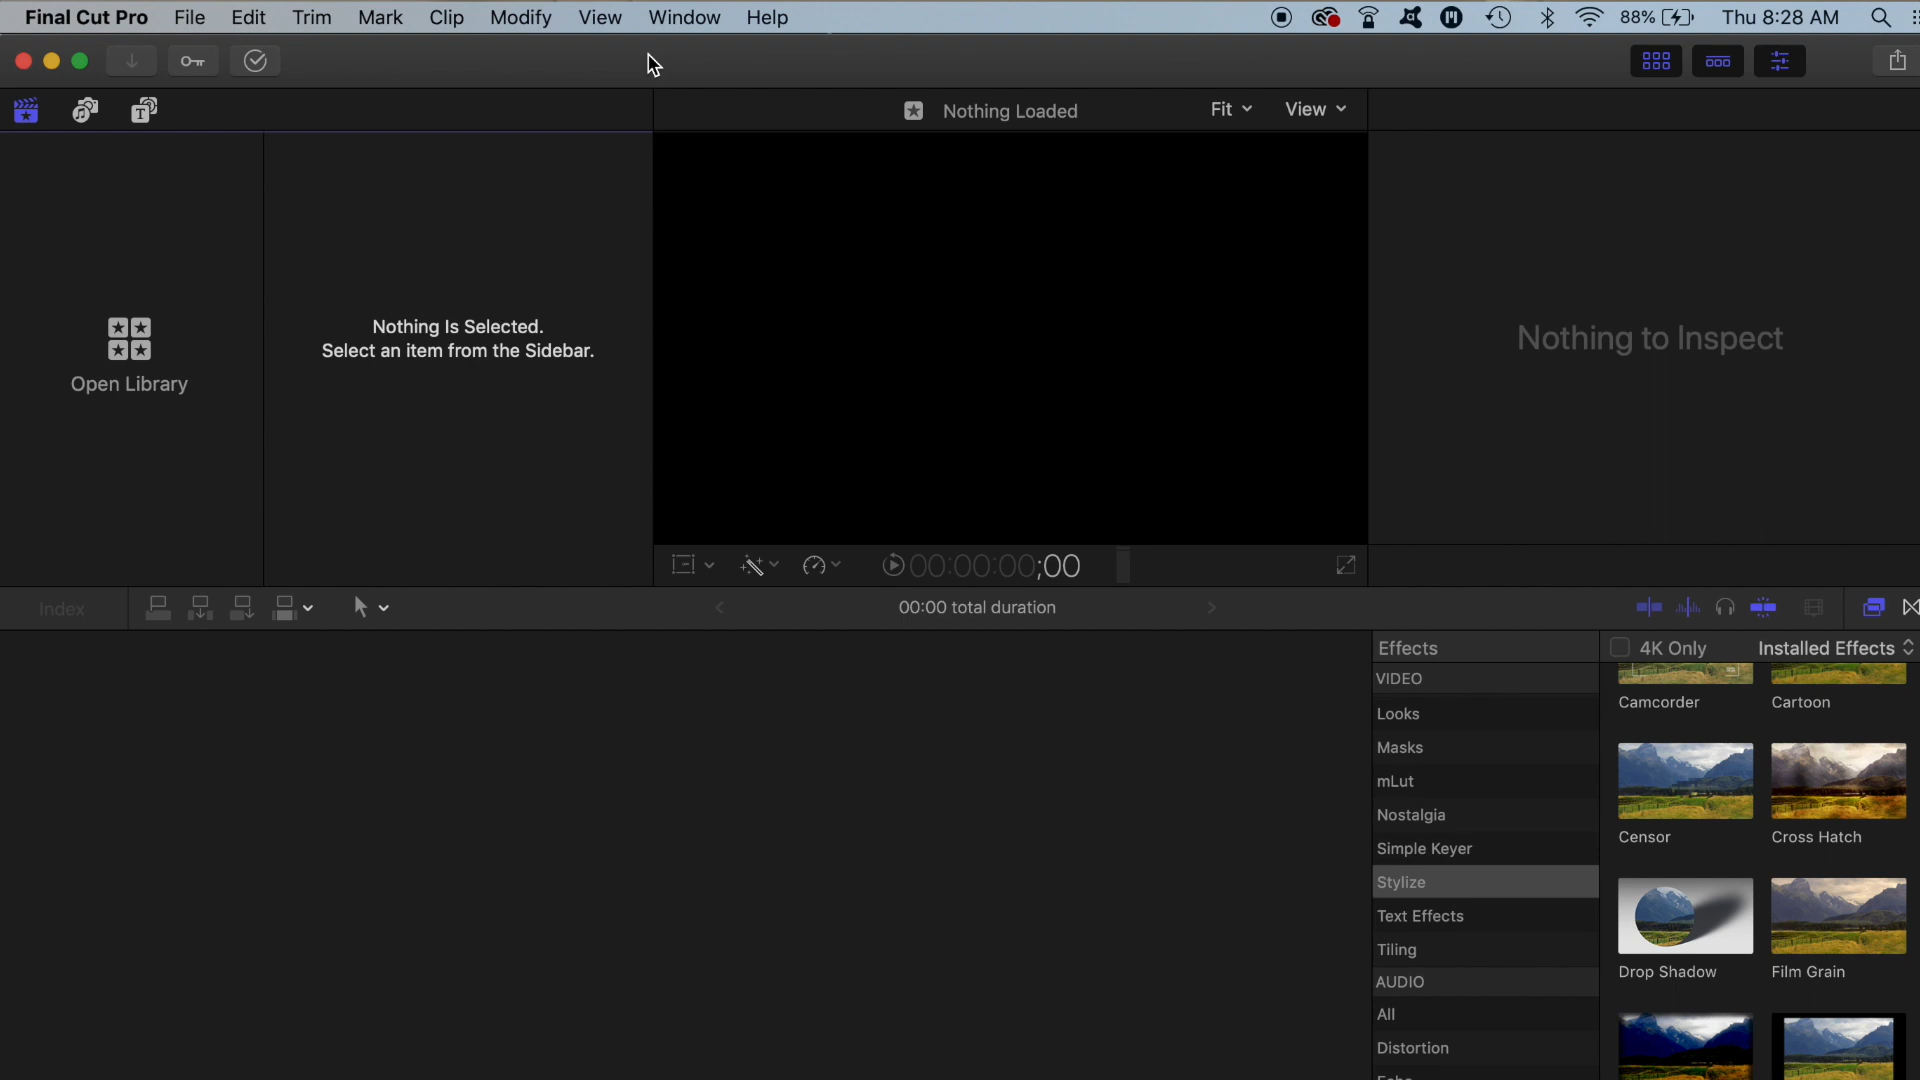 Final Cut Pro File Edit Trim Mark Clip Modify View Window Help 88% Thu 8:28 AM
Nothing Loaded Fit View
Open Library
Nothing Is Selected.
Select an item from the Sidebar.
Nothing to Inspect
00:00:00;00
Index
00:00 total duration
Effects
4K Only Installed Effects
VIDEO
Looks
Masks
mLut
Nostalgia
Simple Keyer
Stylize
Text Effects
Tiling
AUDIO
All
Distortion
Camcorder Cartoon
Censor Cross Hatch
Drop Shadow Film Grain